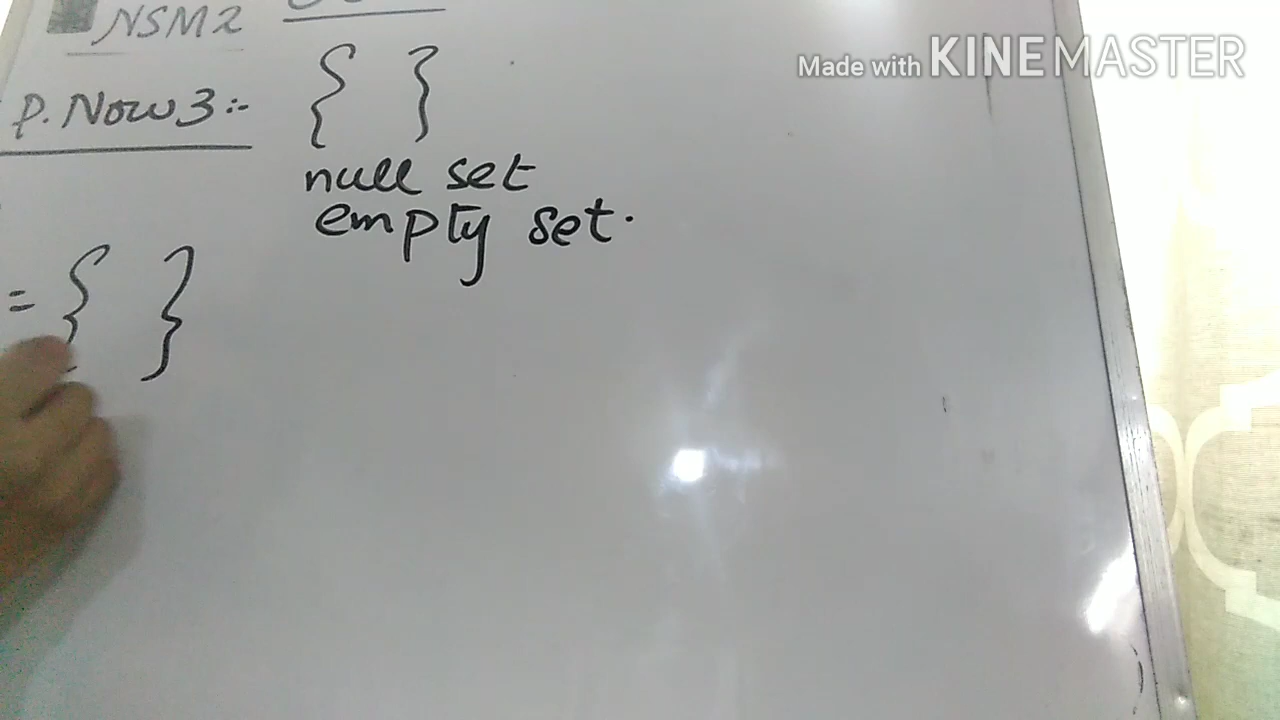 NSM2
Made with KINEMASTER
P. Now 3:-
{ }
null set
empty set.
= { }